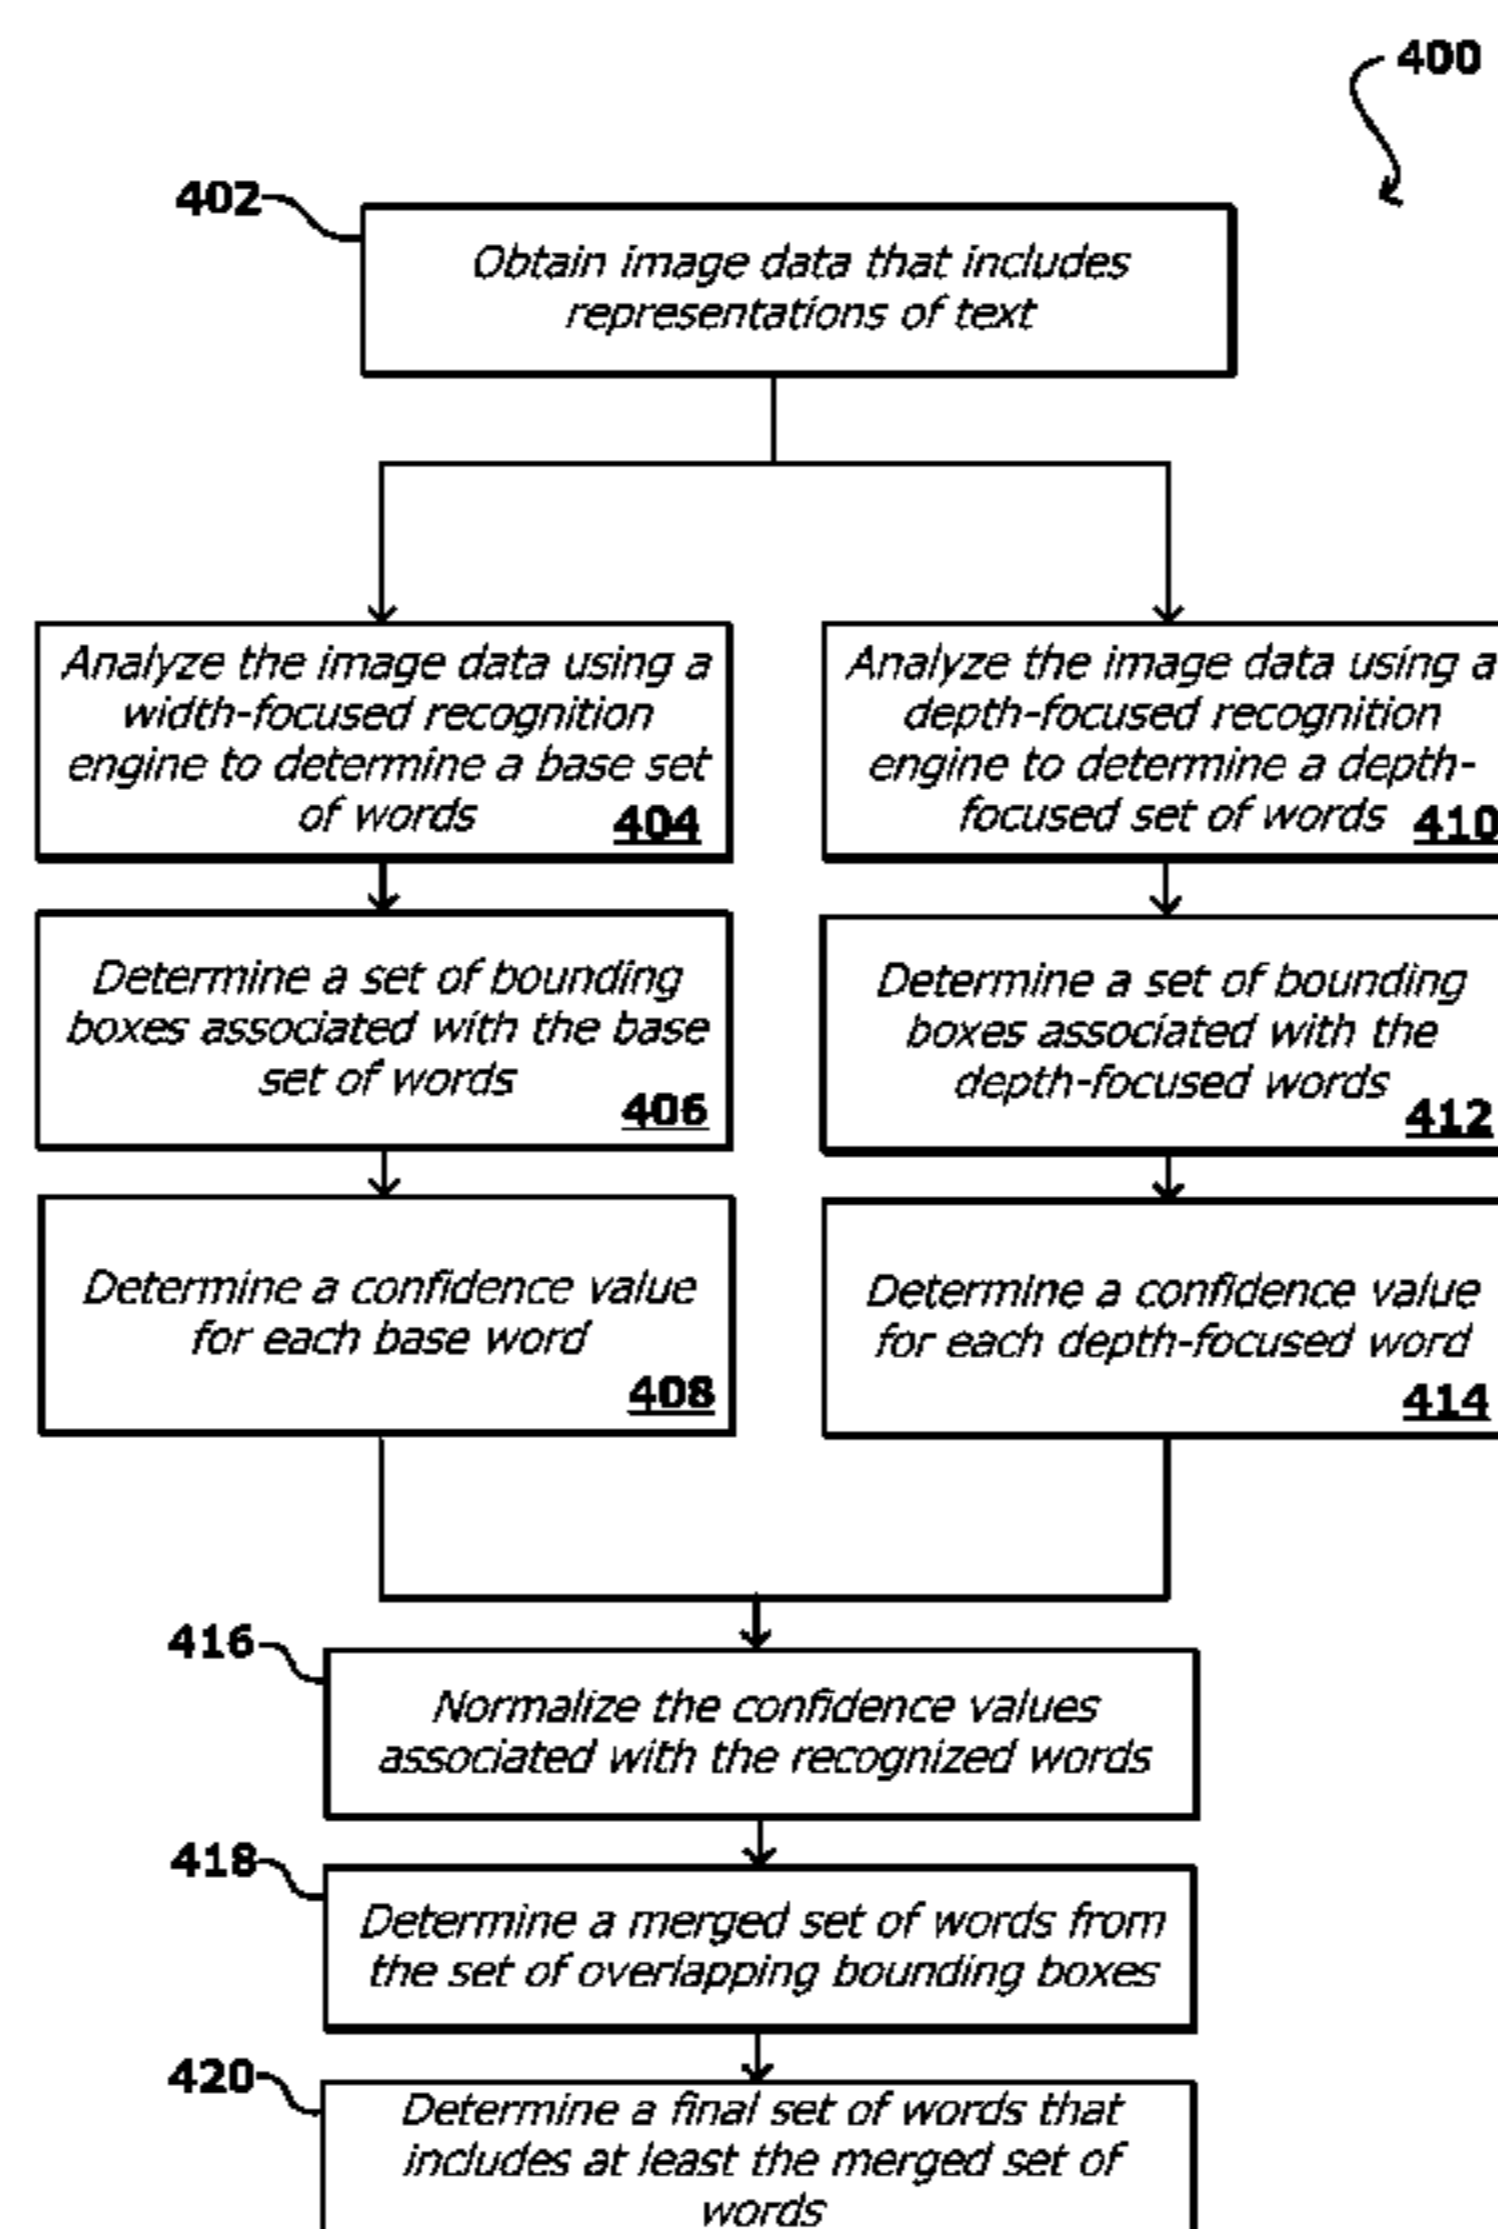 400
402
Obtain image data that includes
representations of text
Analyze the image data using a
width-focused recognition
engine to determine a base set
of words 404
Analyze the image data using a
depth-focused recognition
engine to determine a depth-
focused set of words 410
Determine a set of bounding
boxes associated with the base
set of words
406
Determine a set of bounding
boxes associated with the
depth-focused words
412
Determine a confidence value
for each base word
408
Determine a confidence value
for each depth-focused word
414
416
Normalize the confidence values
associated with the recognized words
418
Determine a merged set of words from
the set of overlapping bounding boxes
420
Determine a final set of words that
includes at least the merged set of
words